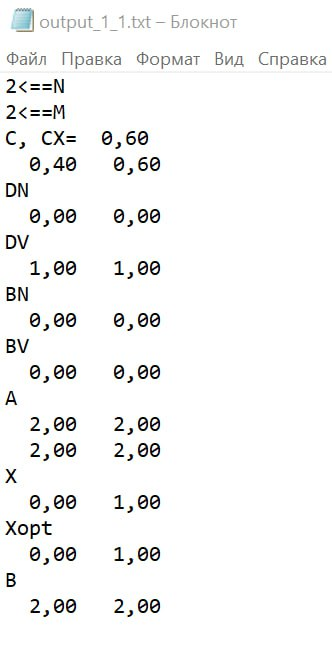 output_1_1.txt – Блокнот
Файл Правка Формат Вид Справка
2<==N
2<==M
C, CX= 0,60
0,40 0,60
DN
0,00 0,00
DV
1,00 1,00
BN
0,00 0,00
BV
0,00 0,00
A
2,00 2,00
2,00 2,00
X
0,00 1,00
Xopt
0,00 1,00
B
2,00 2,00